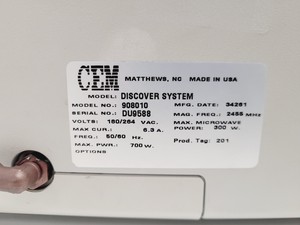 CEM
MATTHEWS, NC MADE IN USA
MODEL: DISCOVER SYSTEM
MODEL NO.: 908010 MFG. DATE: 34261
SERIAL NO.: DU9588 MAG. FREQ.: 2455 MHz
VOLTS: 180/264 VAC. MAX. MICROWAVE
MAX CUR.: 6.3 A. POWER: 300 W.
FREQ.: 50/60 Hz. Prod. Tag: 201
MAX. PWR.: 700 W.
OPTIONS